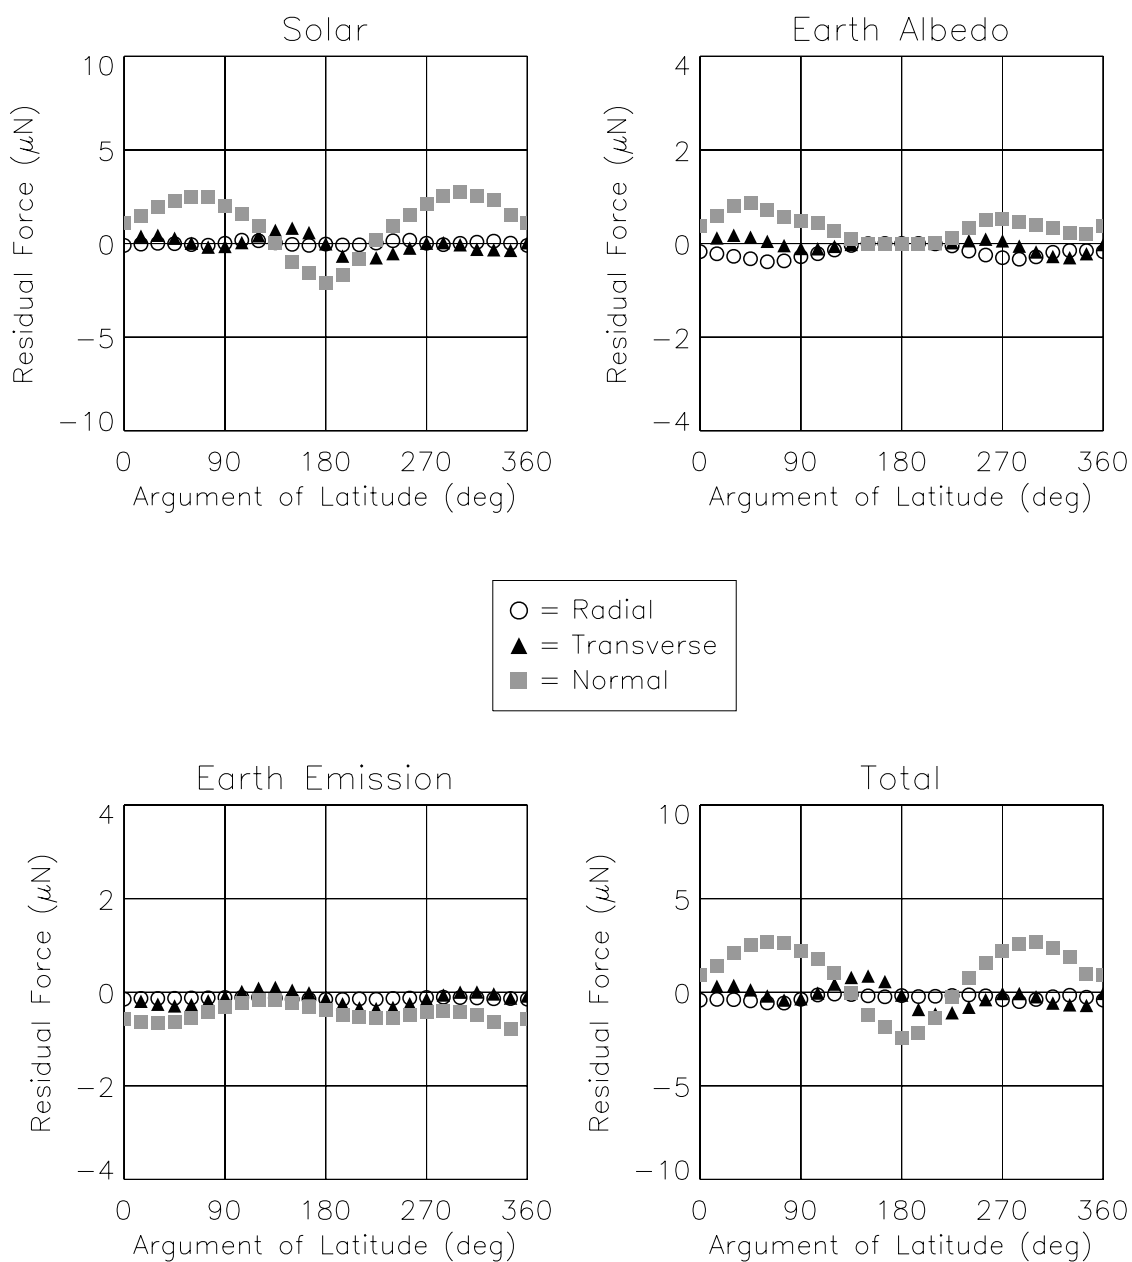 Solar
10
5
0
−5
−10
Residual Force (μN)
0 90 180 270 360
Argument of Latitude (deg)
Earth Albedo
4
2
0
−2
−4
Residual Force (μN)
0 90 180 270 360
Argument of Latitude (deg)
= Radial
= Transverse
= Normal
Earth Emission
4
2
0
−2
−4
Residual Force (μN)
0 90 180 270 360
Argument of Latitude (deg)
Total
10
5
0
−5
−10
Residual Force (μN)
0 90 180 270 360
Argument of Latitude (deg)